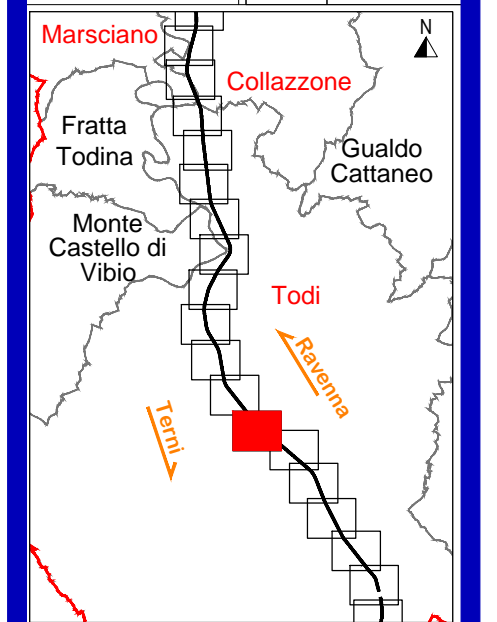 N
Marsciano
Collazzone
Fratta
Todina
Gualdo
Cattaneo
Monte
Castello di
Vibio
Todi
Ravenna
Terni